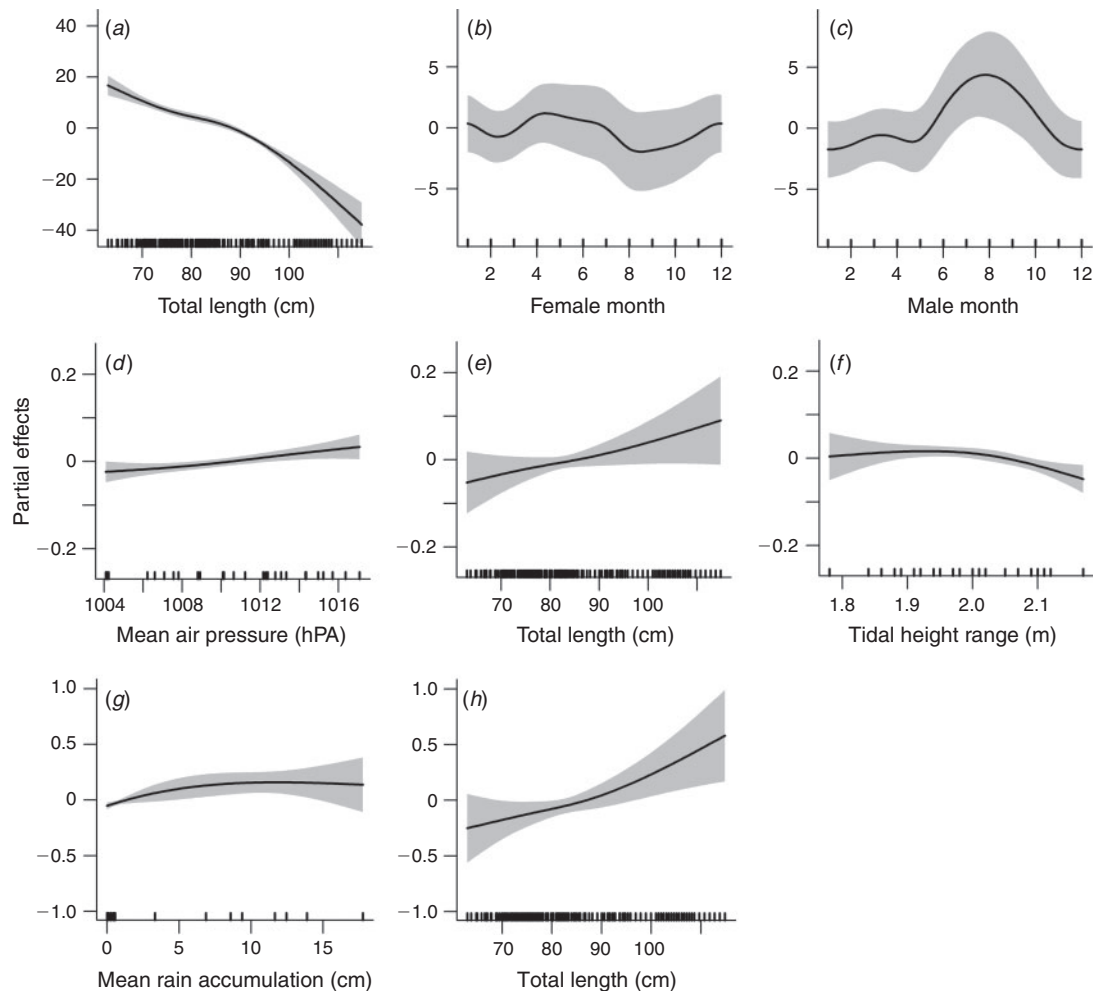 (a)
40
20
0
−20
−40
70 80 90 100
Total length (cm)
(b)
5
0
−5
2 4 6 8 10 12
Female month
(c)
5
0
−5
2 4 6 8 10 12
Male month
Partial effects
(d)
0.2
0
−0.2
1004 1008 1012 1016
Mean air pressure (hPA)
(e)
0.2
0
−0.2
70 80 90 100
Total length (cm)
(f)
0.2
0
−0.2
1.8 1.9 2.0 2.1
Tidal height range (m)
(g)
1.0
0.5
0
−0.5
−1.0
0 5 10 15
Mean rain accumulation (cm)
(h)
1.0
0.5
0
−0.5
−1.0
70 80 90 100
Total length (cm)